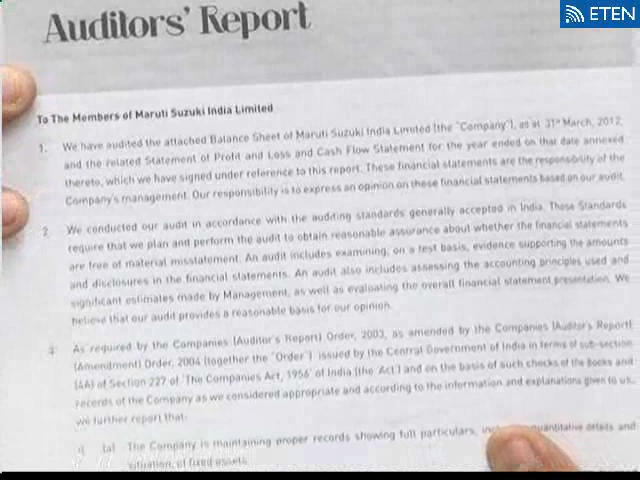 ETEN
Auditors' Report
To The Members of Maruti Suzuki India Limited
1. We have audited the attached Balance Sheet of Maruti Suzuki India Limited (the "Company"), as at 31st March, 2012,
and the related Statement of Profit and Loss and Cash Flow Statement for the year ended on that date annexed
thereto, which we have signed under reference to this report. These financial statements are the responsibility of the
Company's management. Our responsibility is to express an opinion on these financial statements based on our audit.
2. We conducted our audit in accordance with the auditing standards generally accepted in India. Those Standards
require that we plan and perform the audit to obtain reasonable assurance about whether the financial statements
are free of material misstatement. An audit includes examining, on a test basis, evidence supporting the amounts
and disclosures in the financial statements. An audit also includes assessing the accounting principles used and
significant estimates made by Management, as well as evaluating the overall financial statement presentation. We
believe that our audit provides a reasonable basis for our opinion.
As required by the Companies (Auditor's Report) Order, 2003, as amended by the Companies (Auditor's Report)
(Amendment) Order, 2004 (together the "Order") issued by the Central Government of India in terms of sub-section
(4A) of Section 227 of 'The Companies Act, 1956' of India (the 'Act') and on the basis of such checks of the books and
records of the Company as we considered appropriate and according to the information and explanations given to us,
we further report that:
(a) The Company is maintaining proper records showing full particulars, quantitative details and
situation, of fixed assets.